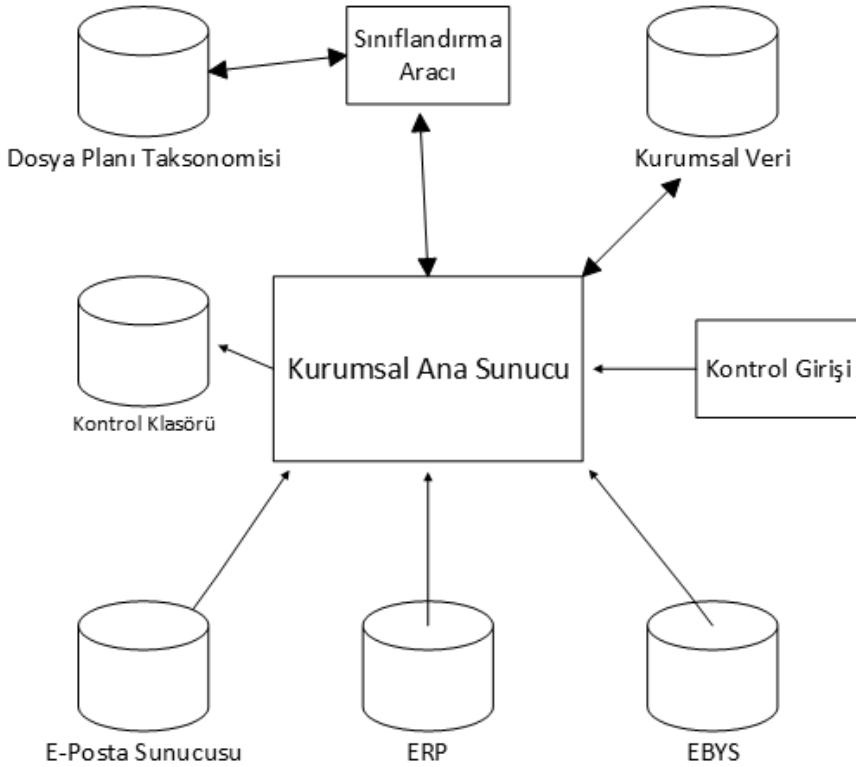 Sınıflandırma
Aracı
Dosya Planı Taksonomisi
Kurumsal Veri
Kurumsal Ana Sunucu
Kontrol Girişi
Kontrol Klasörü
E-Posta Sunucusu
ERP
EBYS